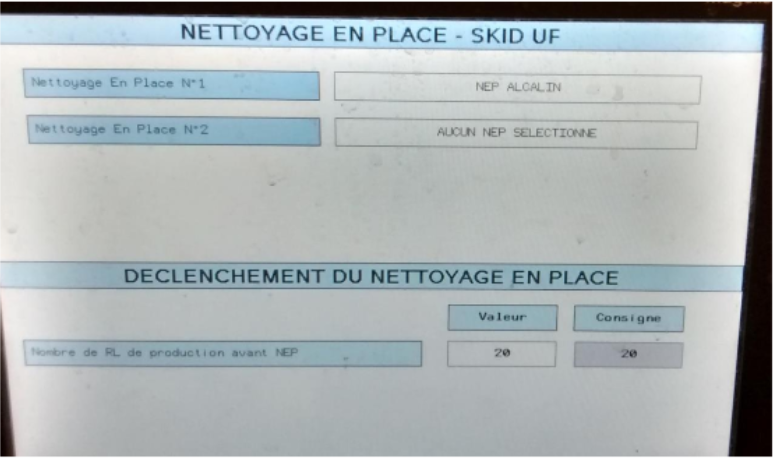 NETTOYAGE EN PLACE - SKID UF
Nettoyage En Place N°1
NEP ALCALIN
Nettoyage En Place N°2
AUCUN NEP SELECTIONNE
DECLENCHEMENT DU NETTOYAGE EN PLACE
Valeur
Consigne
Nombre de RL de production avant NEP
20
20